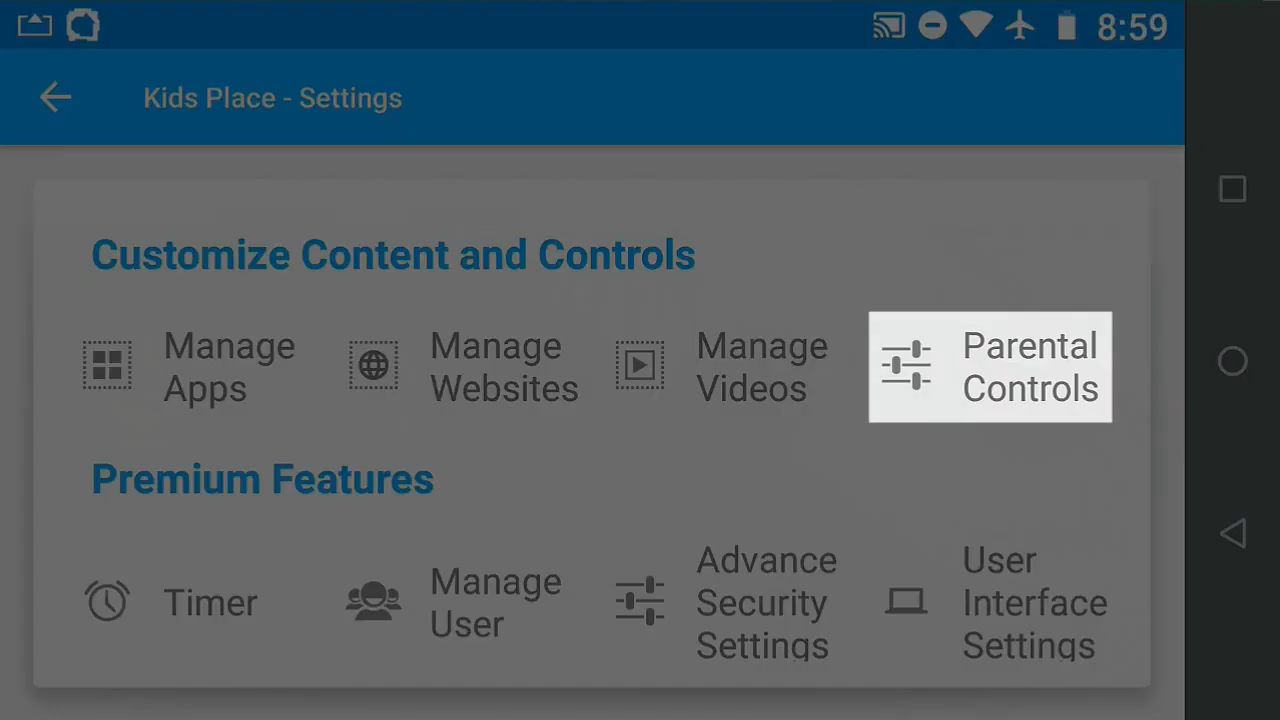 8:59
Kids Place - Settings
Customize Content and Controls
Manage
Apps
Manage
Websites
Manage
Videos
Parental
Controls
Premium Features
Timer
Manage
User
Advance
Security
Settings
User
Interface
Settings